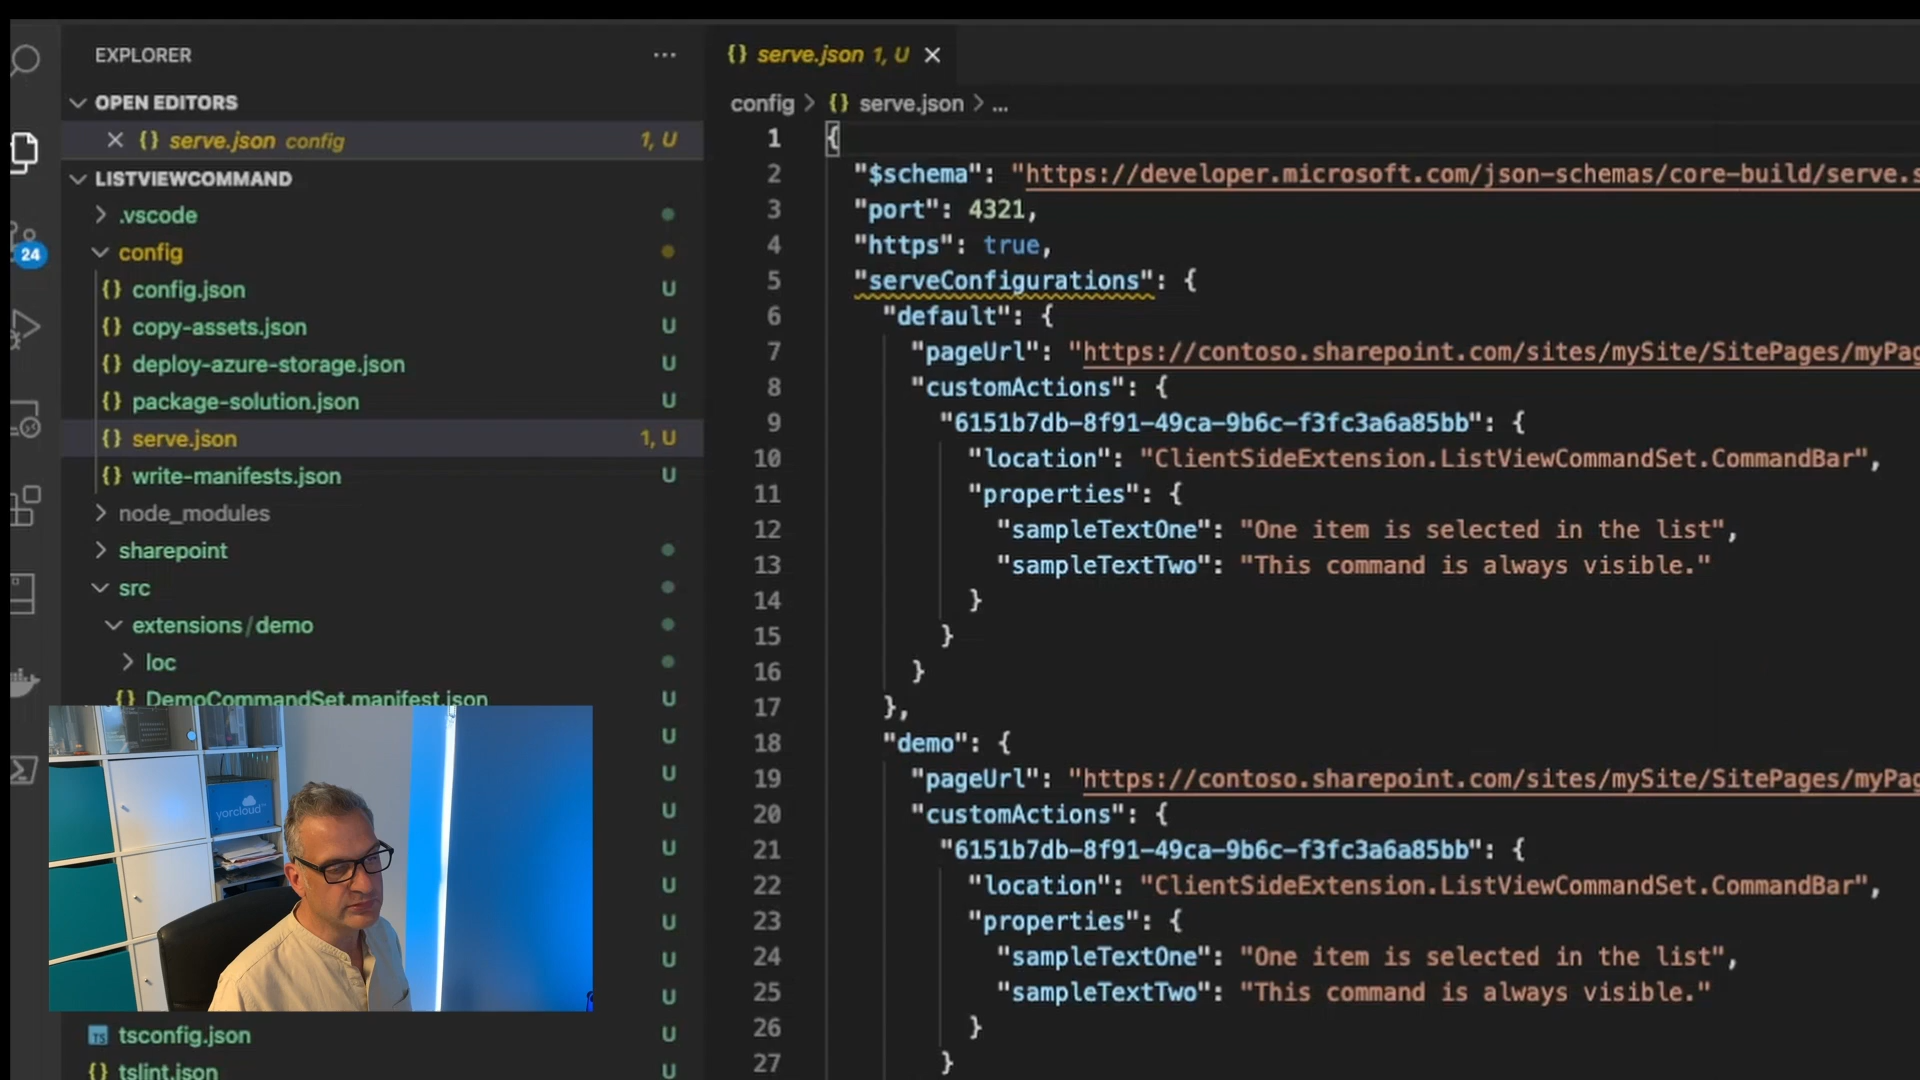 EXPLORER
OPEN EDITORS
serve.json config 1, U
LISTVIEWCOMMAND
.vscode
config
{} config.json U
{} copy-assets.json U
{} deploy-azure-storage.json U
{} package-solution.json U
{} serve.json 1, U
{} write-manifests.json U
node_modules
sharepoint
src
extensions/demo
loc
{} DemoCommandSet.manifest.json U
U
U
U
U
U
U
U
U
TS tsconfig.json U
{} tslint.json U
24
yorcloud
{} serve.json 1, U
config > {} serve.json > ...
1 {
2 "$schema": "https://developer.microsoft.com/json-schemas/core-build/serve.s
3 "port": 4321,
4 "https": true,
5 "serveConfigurations": {
6 "default": {
7 "pageUrl": "https://contoso.sharepoint.com/sites/mySite/SitePages/myPag
8 "customActions": {
9 "6151b7db-8f91-49ca-9b6c-f3fc3a6a85bb": {
10 "location": "ClientSideExtension.ListViewCommandSet.CommandBar",
11 "properties": {
12 "sampleTextOne": "One item is selected in the list",
13 "sampleTextTwo": "This command is always visible."
14 }
15 }
16 }
17 },
18 "demo": {
19 "pageUrl": "https://contoso.sharepoint.com/sites/mySite/SitePages/myPag
20 "customActions": {
21 "6151b7db-8f91-49ca-9b6c-f3fc3a6a85bb": {
22 "location": "ClientSideExtension.ListViewCommandSet.CommandBar",
23 "properties": {
24 "sampleTextOne": "One item is selected in the list",
25 "sampleTextTwo": "This command is always visible."
26 }
27 }